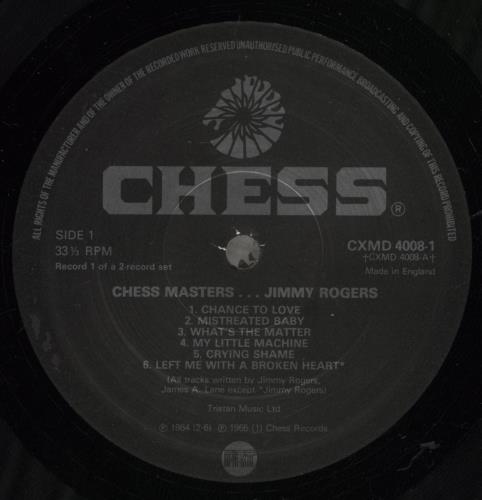 ALL RIGHTS OF THE MANUFACTURER AND OF THE OWNER OF THE RECORDED WORK RESERVED UNAUTHORISED PUBLIC PERFORMANCE BROADCASTING AND COPYING OF THIS RECORD PROHIBITED
CHESS®
SIDE 1
33⅓ RPM
Record 1 of a 2-record set
CXMD 4008-1
†CXMD 4008-A†
Made in England
CHESS MASTERS . . . JIMMY ROGERS
1. CHANCE TO LOVE
2. MISTREATED BABY
3. WHAT'S THE MATTER
4. MY LITTLE MACHINE
5. CRYING SHAME
6. LEFT ME WITH A BROKEN HEART*
(All tracks written by Jimmy Rogers,
James A. Lane except *Jimmy Rogers)
Tristan Music Ltd
℗ 1964 (2-6) ℗ 1966 (1) Chess Records